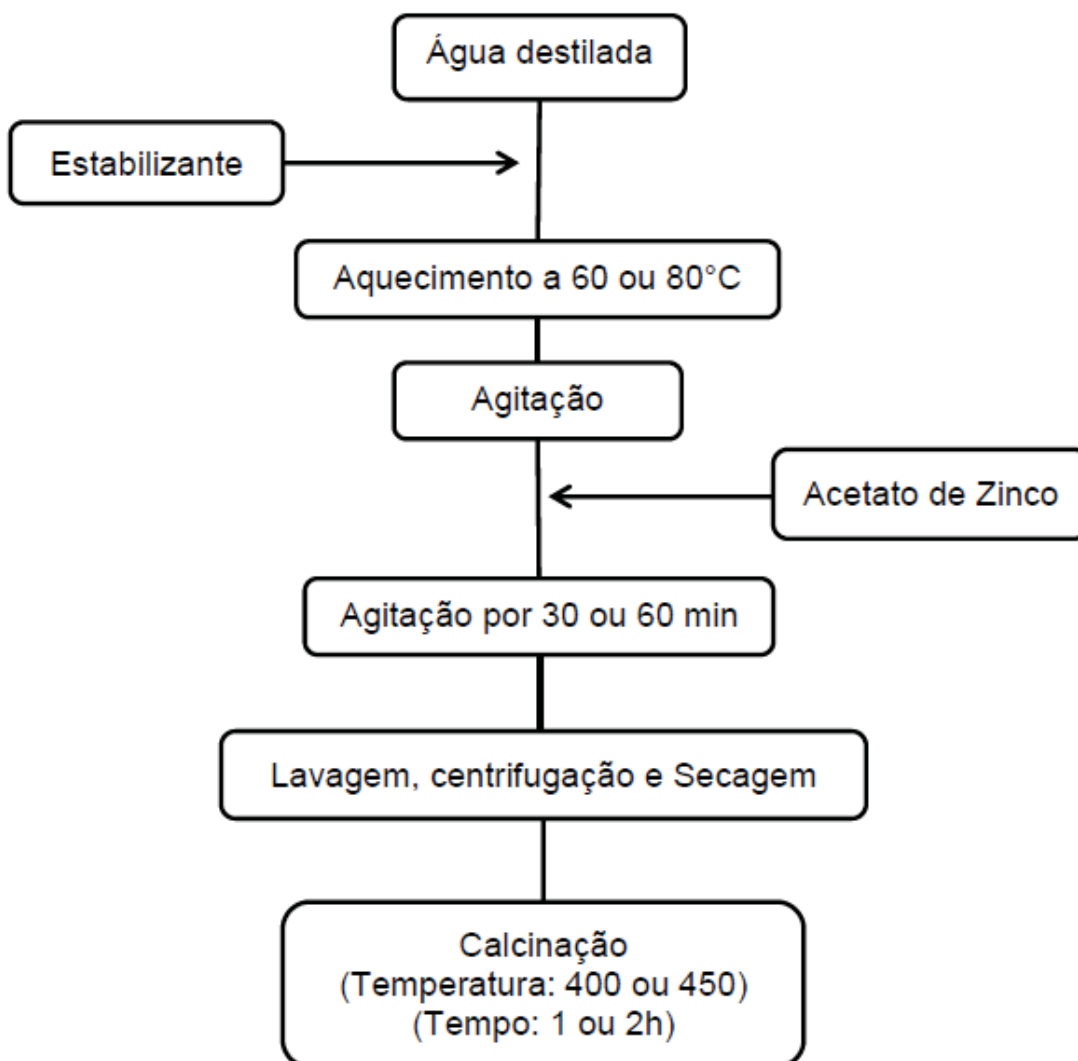 Água destilada
Estabilizante
Aquecimento a 60 ou 80°C
Agitação
Acetato de Zinco
Agitação por 30 ou 60 min
Lavagem, centrifugação e Secagem
Calcinação
(Temperatura: 400 ou 450)
(Tempo: 1 ou 2h)